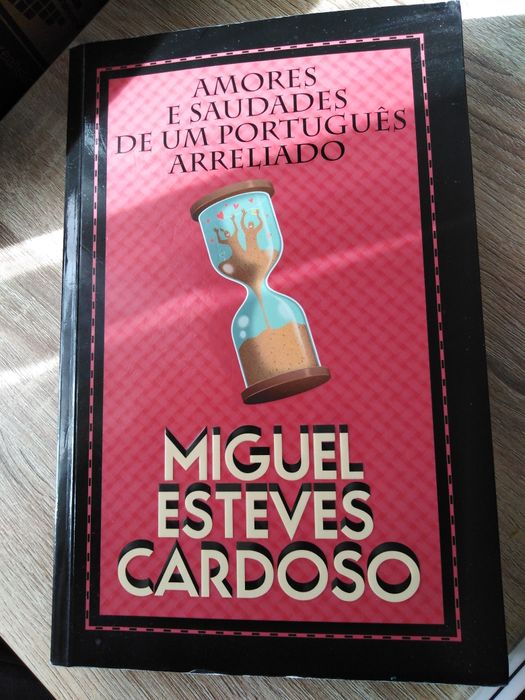 AMORES
E SAUDADES
DE UM PORTUGUÊS
ARRELIADO
MIGUEL
ESTEVES
CARDOSO